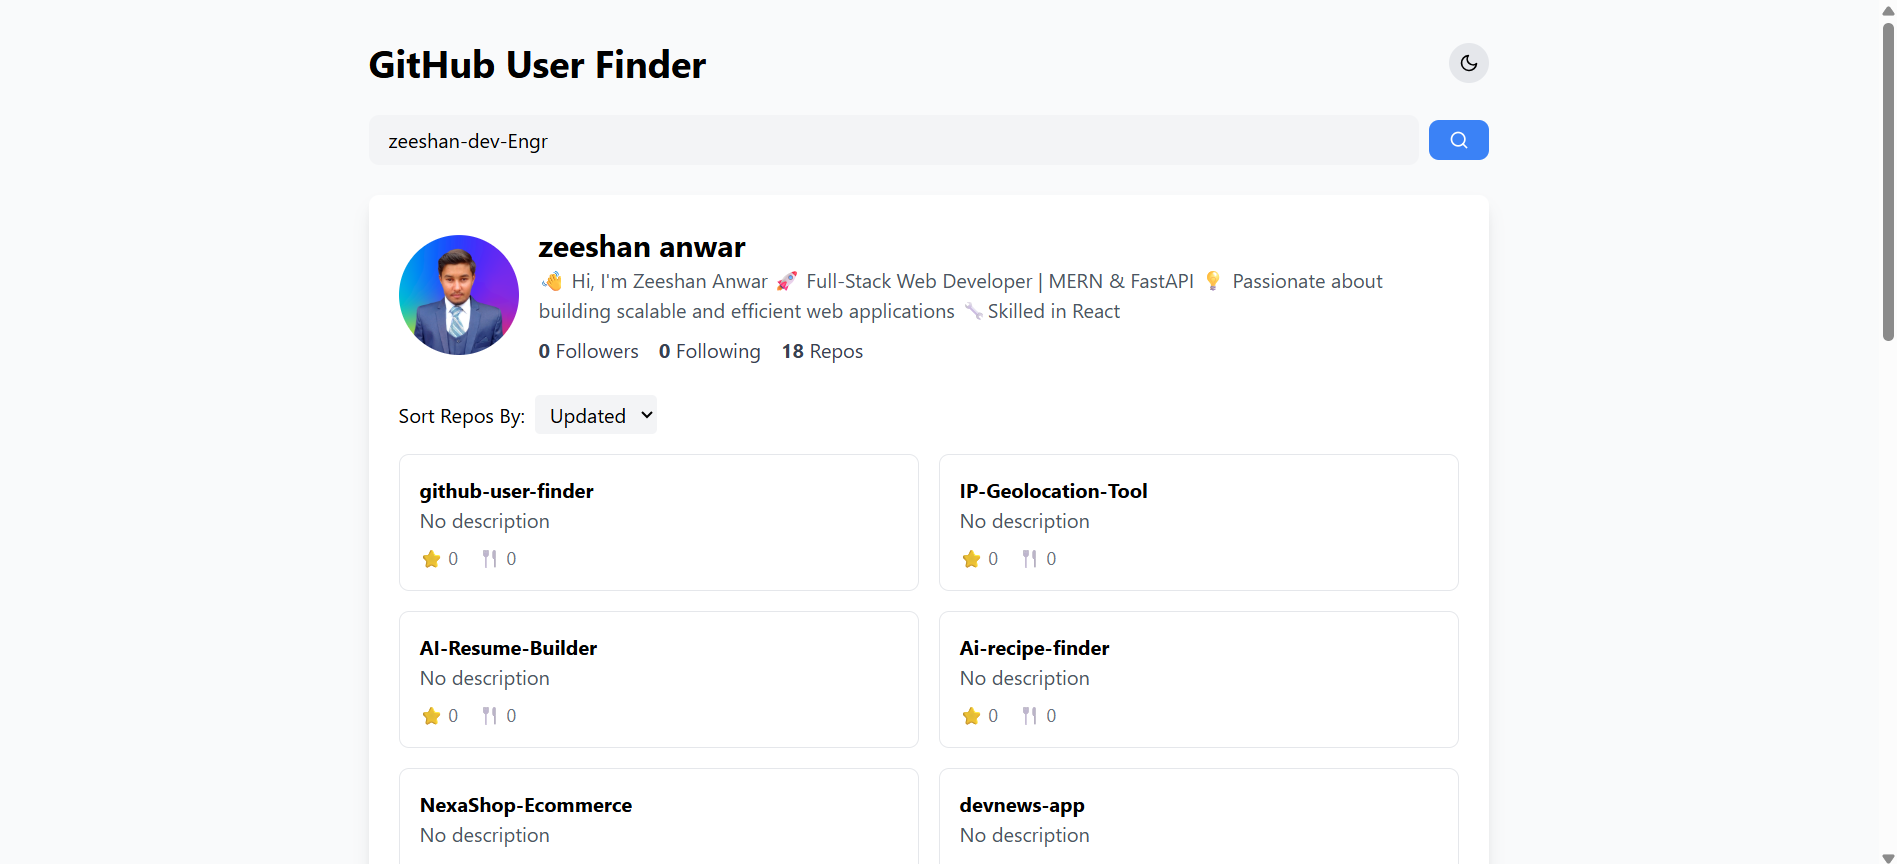 GitHub User Finder
zeeshan-dev-Engr
zeeshan anwar
👋 Hi, I'm Zeeshan Anwar 🚀 Full-Stack Web Developer | MERN & FastAPI 💡 Passionate about
building scalable and efficient web applications 🔧 Skilled in React
0 Followers 0 Following 18 Repos
Sort Repos By: Updated
github-user-finder
No description
⭐ 0 🍴 0
IP-Geolocation-Tool
No description
⭐ 0 🍴 0
AI-Resume-Builder
No description
⭐ 0 🍴 0
Ai-recipe-finder
No description
⭐ 0 🍴 0
NexaShop-Ecommerce
No description
devnews-app
No description